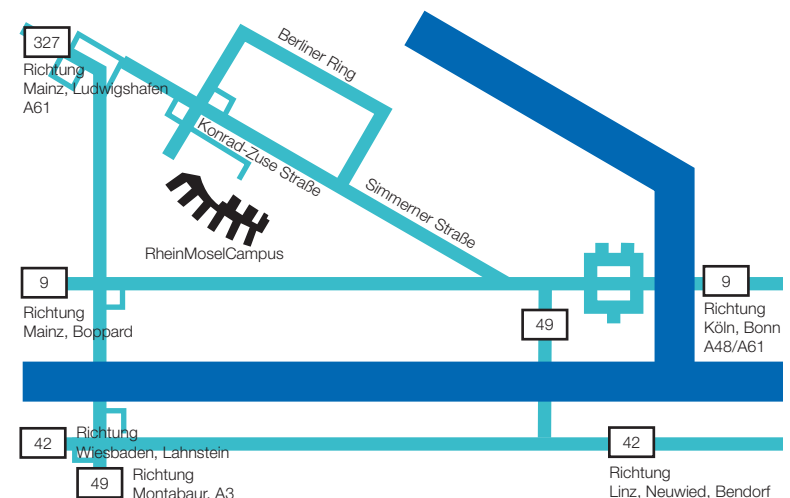 327
Richtung
Mainz, Ludwigshafen
A61
Berliner Ring
Konrad-Zuse Straße
Simmerner Straße
RheinMoselCampus
9
Richtung
Mainz, Boppard
9
Richtung
Köln, Bonn
A48/A61
49
42
Richtung
Wiesbaden, Lahnstein
49
Richtung
Montabaur, A3
42
Richtung
Linz, Neuwied, Bendorf